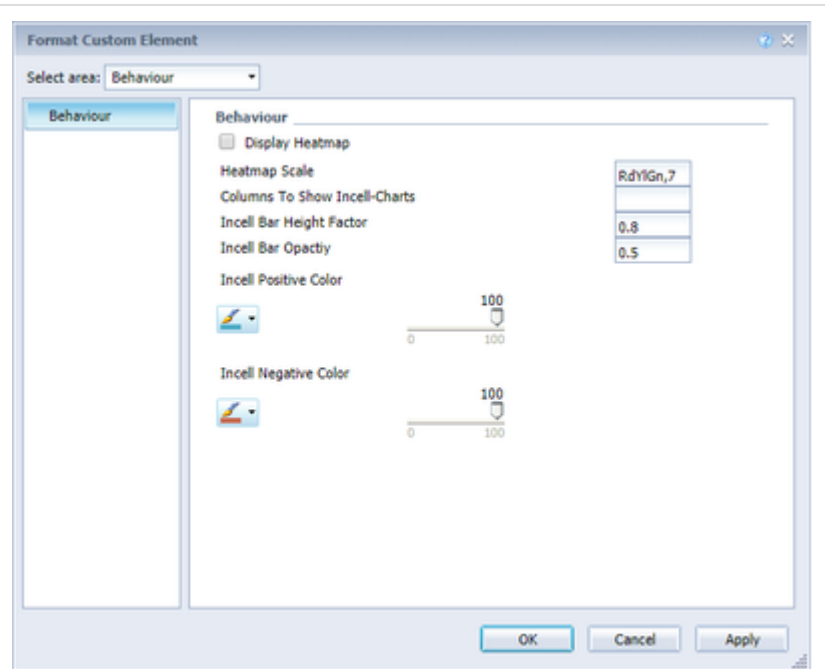 Format Custom Element
Select area: Behaviour
Behaviour
Behaviour
Display Heatmap
Heatmap Scale RdYlGn,7
Columns To Show Incell-Charts
Incell Bar Height Factor 0.8
Incell Bar Opactiy 0.5
Incell Positive Color
100
0 100
Incell Negative Color
100
0 100
OK Cancel Apply